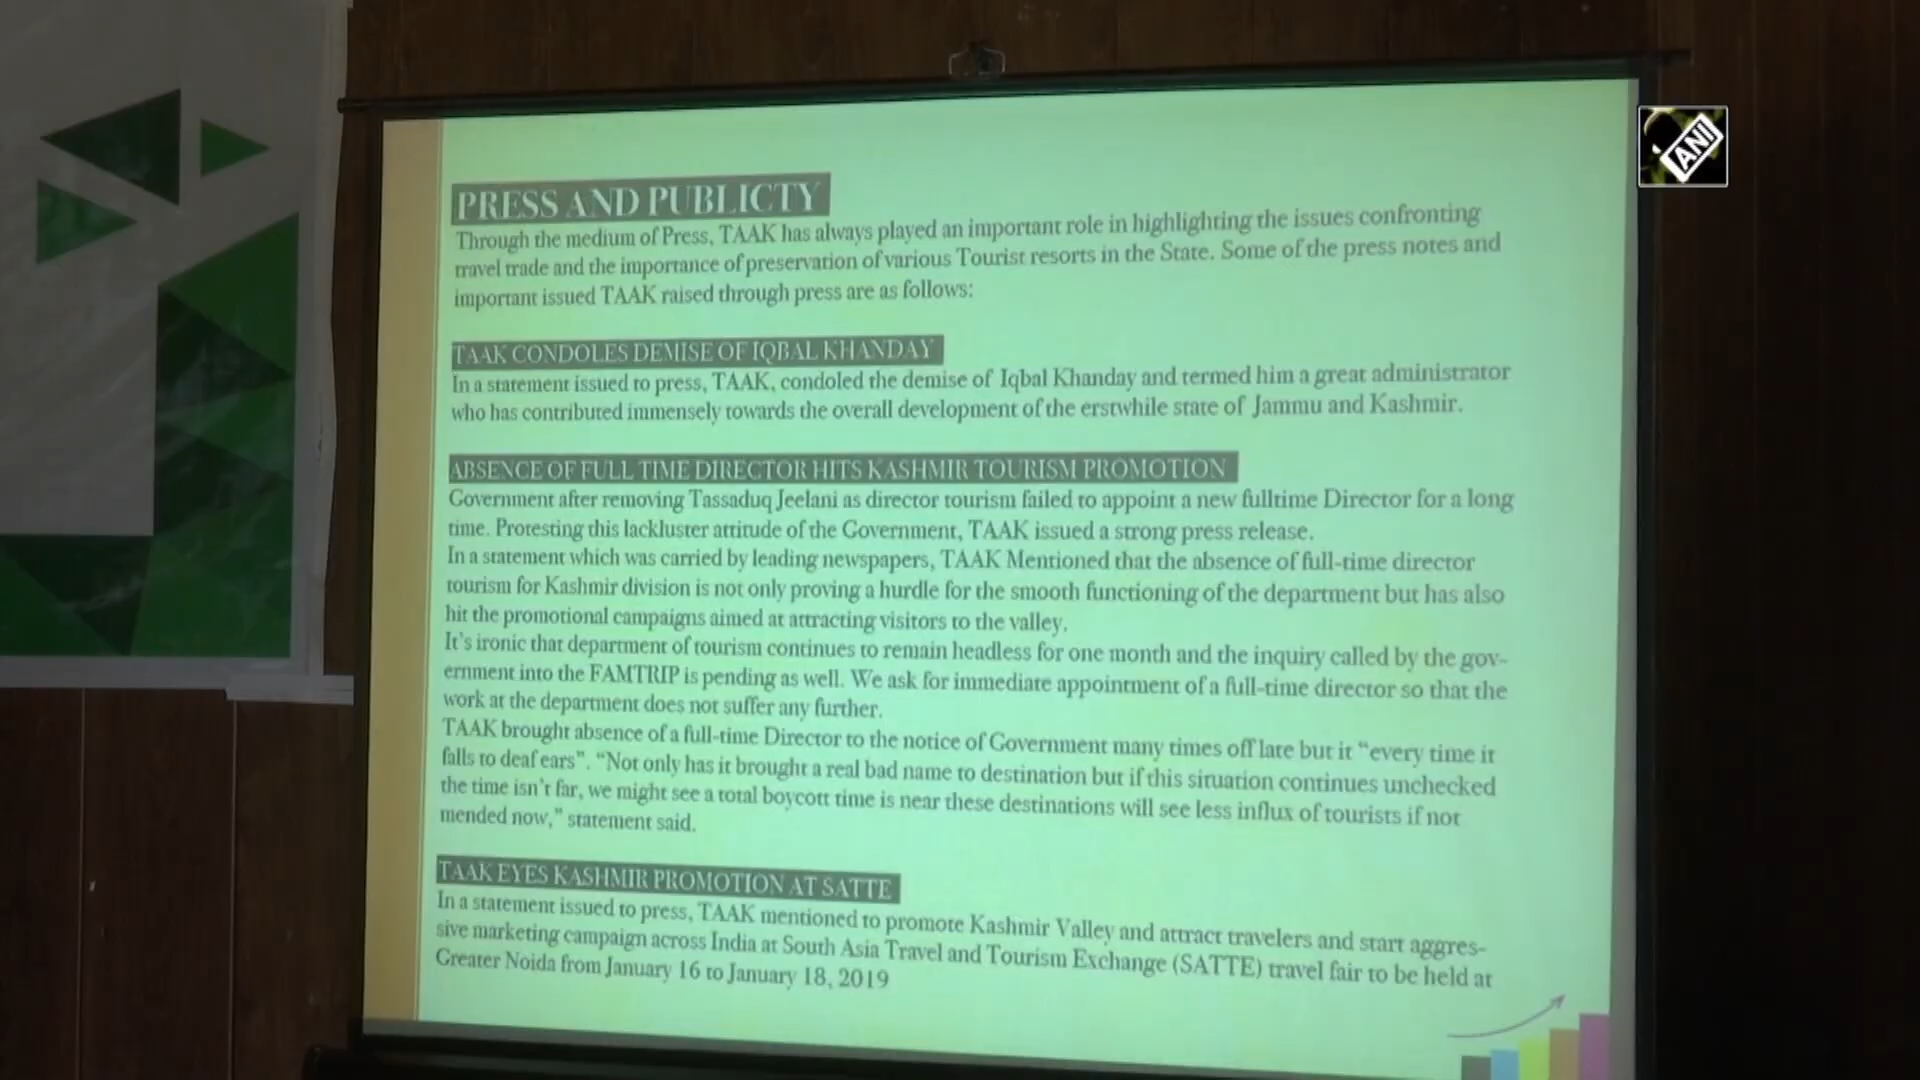 PRESS AND PUBLICTY
Through the medium of Press, TAAK has always played an important role in highlighting the issues confronting
travel trade and the importance of preservation of various Tourist resorts in the State. Some of the press notes and
important issued TAAK raised through press are as follows:
TAAK CONDOLES DEMISE OF IQBAL KHANDAY
In a statement issued to press, TAAK, condoled the demise of Iqbal Khanday and termed him a great administrator
who has contributed immensely towards the overall development of the erstwhile state of Jammu and Kashmir.
ABSENCE OF FULL TIME DIRECTOR HITS KASHMIR TOURISM PROMOTION
Government after removing Tassaduq Jeelani as director tourism failed to appoint a new fulltime Director for a long
time. Protesting this lackluster attitude of the Government, TAAK issued a strong press release.
In a statement which was carried by leading newspapers, TAAK Mentioned that the absence of full-time director
tourism for Kashmir division is not only proving a hurdle for the smooth functioning of the department but has also
hit the promotional campaigns aimed at attracting visitors to the valley.
It's ironic that department of tourism continues to remain headless for one month and the inquiry called by the gov-
ernment into the FAMTRIP is pending as well. We ask for immediate appointment of a full-time director so that the
work at the department does not suffer any further.
TAAK brought absence of a full-time Director to the notice of Government many times off late but it “every time it
falls to deaf ears”. “Not only has it brought a real bad name to destination but if this situation continues unchecked
the time isn't far, we might see a total boycott time is near these destinations will see less influx of tourists if not
mended now,” statement said.
TAAK EYES KASHMIR PROMOTION AT SATTE
In a statement issued to press, TAAK mentioned to promote Kashmir Valley and attract travelers and start aggres-
sive marketing campaign across India at South Asia Travel and Tourism Exchange (SATTE) travel fair to be held at
Greater Noida from January 16 to January 18, 2019
ANI